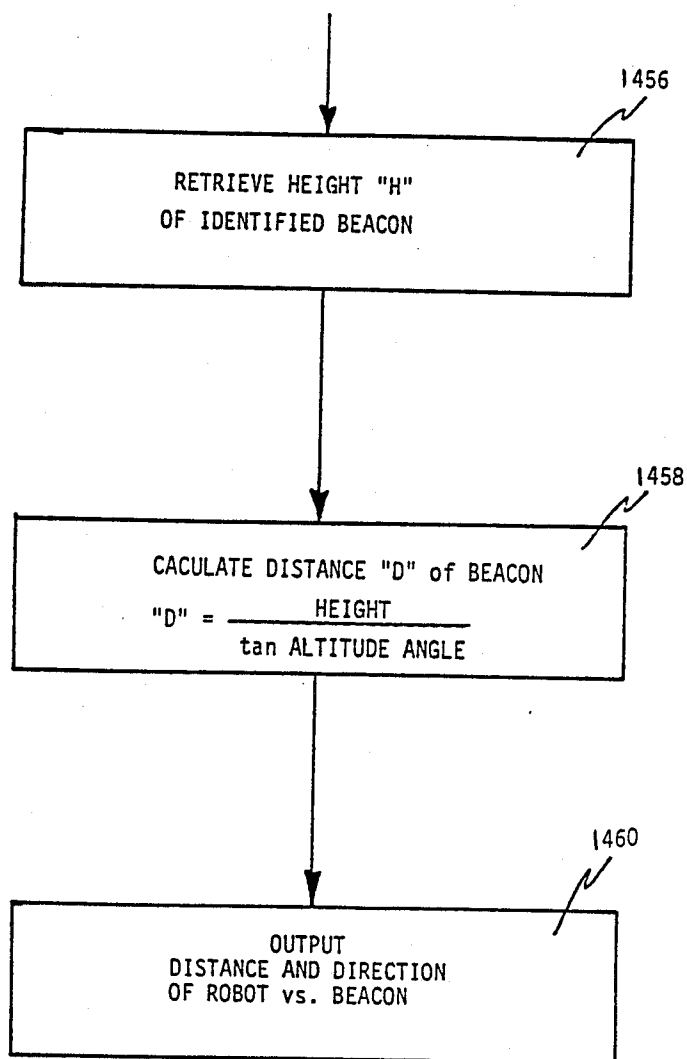 1456
RETRIEVE HEIGHT "H"
OF IDENTIFIED BEACON
1458
CACULATE DISTANCE "D" of BEACON
"D" = HEIGHT
tan ALTITUDE ANGLE
1460
OUTPUT
DISTANCE AND DIRECTION
OF ROBOT vs. BEACON